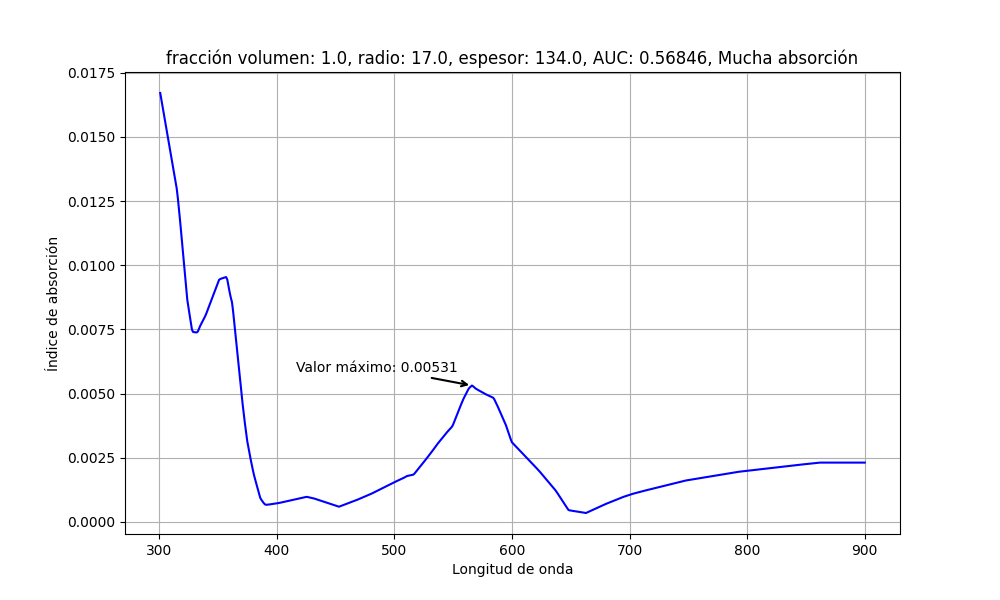 fracción volumen: 1.0, radio: 17.0, espesor: 134.0, AUC: 0.56846, Mucha absorción
0.0175
0.0150
0.0125
0.0100
0.0075
0.0050
0.0025
0.0000
Índice de absorción
Valor máximo: 0.00531
300 400 500 600 700 800 900
Longitud de onda